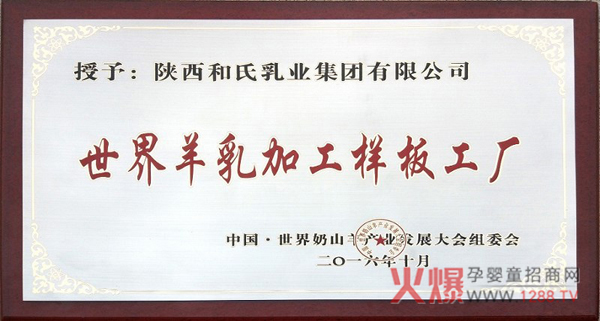 授予：陕西和氏乳业集团有限公司
世界羊乳加工样板工厂
中国·世界奶山羊产业发展大会组委会
二〇一六年十月
火爆孕婴童招商网
www.1288.TV